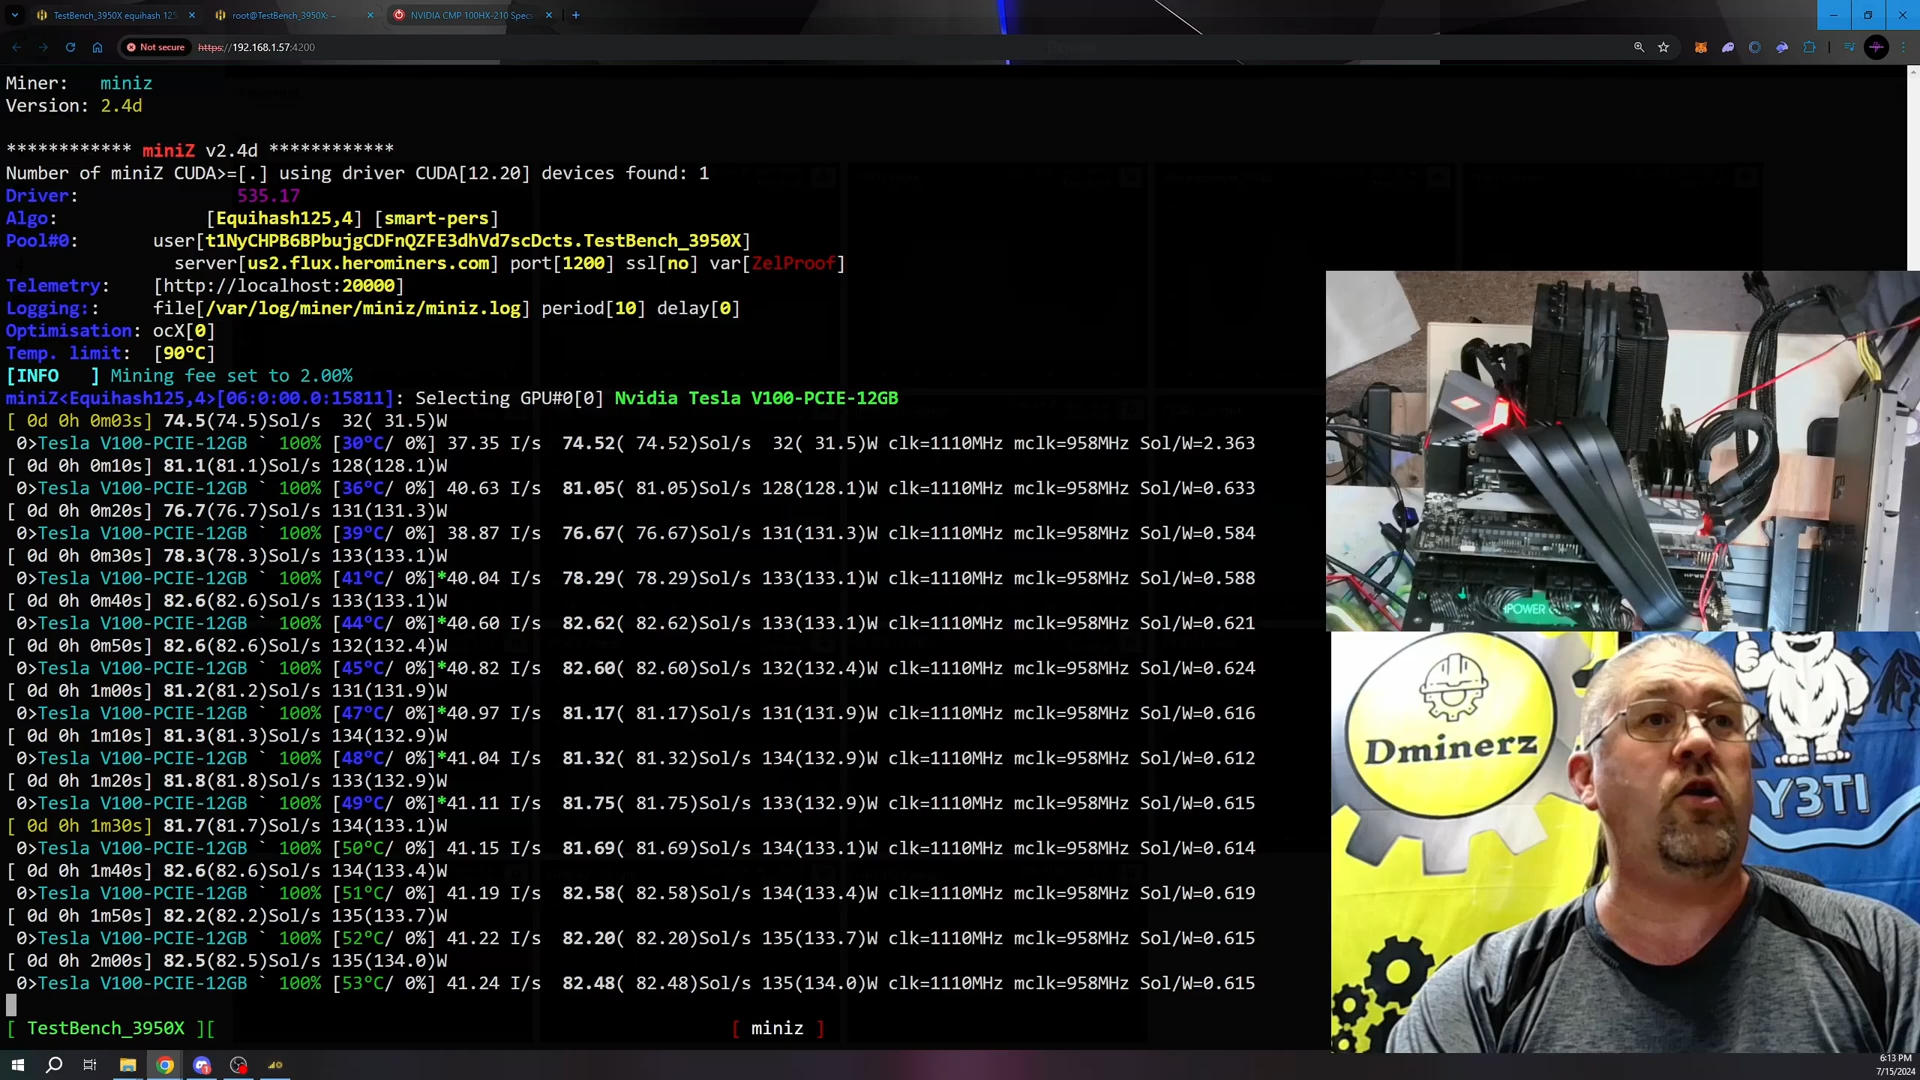 TestBench_3950X equihash 125
root@TestBench_3950X: ~
NVIDIA CMP 100HX-210 Specs
Not secure
https://192.168.1.57:4200
Miner: miniz
Version: 2.4d
************ miniZ v2.4d ************
Number of miniZ CUDA>=[.] using driver CUDA[12.20] devices found: 1
Driver: 535.17
Algo: [Equihash125,4] [smart-pers]
Pool#0: user[t1NyCHPB6BPbujgCDFnQZFE3dhVd7scDcts.TestBench_3950X]
server[us2.flux.herominers.com] port[1200] ssl[no] var[ZelProof]
Telemetry: [http://localhost:20000]
Logging:: file[/var/log/miner/miniz/miniz.log] period[10] delay[0]
Optimisation: ocX[0]
Temp. limit: [90ºC]
[INFO ] Mining fee set to 2.00%
miniZ<Equihash125,4>[06:0:00.0:15811]: Selecting GPU#0[0] Nvidia Tesla V100-PCIE-12GB
[ 0d 0h 0m03s] 74.5(74.5)Sol/s 32( 31.5)W
0>Tesla V100-PCIE-12GB ` 100% [30ºC/ 0%] 37.35 I/s 74.52( 74.52)Sol/s 32( 31.5)W clk=1110MHz mclk=958MHz Sol/W=2.363
[ 0d 0h 0m10s] 81.1(81.1)Sol/s 128(128.1)W
0>Tesla V100-PCIE-12GB ` 100% [36ºC/ 0%] 40.63 I/s 81.05( 81.05)Sol/s 128(128.1)W clk=1110MHz mclk=958MHz Sol/W=0.633
[ 0d 0h 0m20s] 76.7(76.7)Sol/s 131(131.3)W
0>Tesla V100-PCIE-12GB ` 100% [39ºC/ 0%] 38.87 I/s 76.67( 76.67)Sol/s 131(131.3)W clk=1110MHz mclk=958MHz Sol/W=0.584
[ 0d 0h 0m30s] 78.3(78.3)Sol/s 133(133.1)W
0>Tesla V100-PCIE-12GB ` 100% [41ºC/ 0%]*40.04 I/s 78.29( 78.29)Sol/s 133(133.1)W clk=1110MHz mclk=958MHz Sol/W=0.588
[ 0d 0h 0m40s] 82.6(82.6)Sol/s 133(133.1)W
0>Tesla V100-PCIE-12GB ` 100% [44ºC/ 0%]*40.60 I/s 82.62( 82.62)Sol/s 133(133.1)W clk=1110MHz mclk=958MHz Sol/W=0.621
[ 0d 0h 0m50s] 82.6(82.6)Sol/s 132(132.4)W
0>Tesla V100-PCIE-12GB ` 100% [45ºC/ 0%]*40.82 I/s 82.60( 82.60)Sol/s 132(132.4)W clk=1110MHz mclk=958MHz Sol/W=0.624
[ 0d 0h 1m00s] 81.2(81.2)Sol/s 131(131.9)W
0>Tesla V100-PCIE-12GB ` 100% [47ºC/ 0%]*40.97 I/s 81.17( 81.17)Sol/s 131(131.9)W clk=1110MHz mclk=958MHz Sol/W=0.616
[ 0d 0h 1m10s] 81.3(81.3)Sol/s 134(132.9)W
0>Tesla V100-PCIE-12GB ` 100% [48ºC/ 0%]*41.04 I/s 81.32( 81.32)Sol/s 134(132.9)W clk=1110MHz mclk=958MHz Sol/W=0.612
[ 0d 0h 1m20s] 81.8(81.8)Sol/s 133(132.9)W
0>Tesla V100-PCIE-12GB ` 100% [49ºC/ 0%]*41.11 I/s 81.75( 81.75)Sol/s 133(132.9)W clk=1110MHz mclk=958MHz Sol/W=0.615
[ 0d 0h 1m30s] 81.7(81.7)Sol/s 134(133.1)W
0>Tesla V100-PCIE-12GB ` 100% [50ºC/ 0%] 41.15 I/s 81.69( 81.69)Sol/s 134(133.1)W clk=1110MHz mclk=958MHz Sol/W=0.614
[ 0d 0h 1m40s] 82.6(82.6)Sol/s 134(133.4)W
0>Tesla V100-PCIE-12GB ` 100% [51ºC/ 0%] 41.19 I/s 82.58( 82.58)Sol/s 134(133.4)W clk=1110MHz mclk=958MHz Sol/W=0.619
[ 0d 0h 1m50s] 82.2(82.2)Sol/s 135(133.7)W
0>Tesla V100-PCIE-12GB ` 100% [52ºC/ 0%] 41.22 I/s 82.20( 82.20)Sol/s 135(133.7)W clk=1110MHz mclk=958MHz Sol/W=0.615
[ 0d 0h 2m00s] 82.5(82.5)Sol/s 135(134.0)W
0>Tesla V100-PCIE-12GB ` 100% [53ºC/ 0%] 41.24 I/s 82.48( 82.48)Sol/s 135(134.0)W clk=1110MHz mclk=958MHz Sol/W=0.615
[ TestBench_3950X ][ [ miniz ]
Dminerz
Y3TI
6:13 PM
7/15/2024